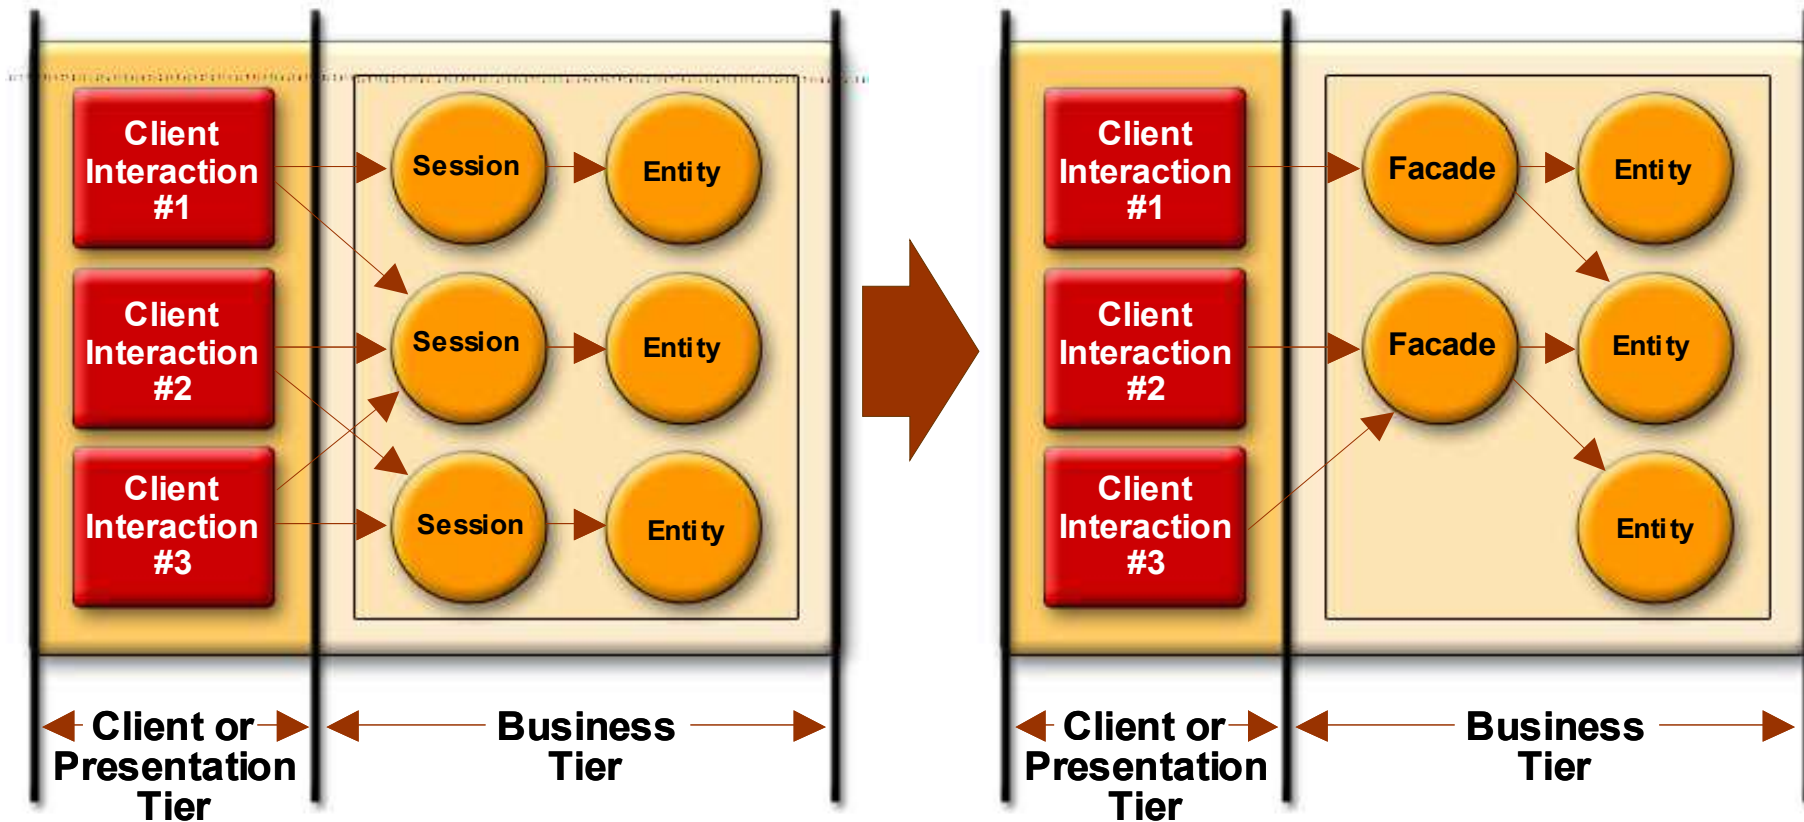 Client
Interaction
#1
Session
Entity
Client
Interaction
#2
Session
Entity
Client
Interaction
#3
Session
Entity
Client or
Presentation
Tier
Business
Tier
Client
Interaction
#1
Facade
Entity
Client
Interaction
#2
Facade
Entity
Client
Interaction
#3
Entity
Client or
Presentation
Tier
Business
Tier